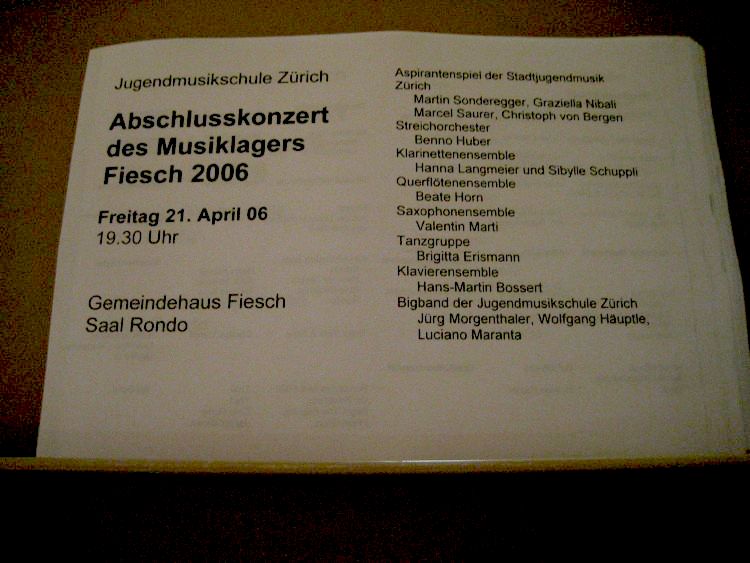 Jugendmusikschule Zürich
Abschlusskonzert
des Musiklagers
Fiesch 2006
Freitag 21. April 06
19.30 Uhr
Gemeindehaus Fiesch
Saal Rondo
Aspirantenspiel der Stadtjugendmusik
Zürich
Martin Sonderegger, Graziella Nibali
Marcel Saurer, Christoph von Bergen
Streichorchester
Benno Huber
Klarinettenensemble
Hanna Langmeier und Sibylle Schuppli
Querflötenensemble
Beate Horn
Saxophonensemble
Valentin Marti
Tanzgruppe
Brigitta Erismann
Klavierensemble
Hans-Martin Bossert
Bigband der Jugendmusikschule Zürich
Jürg Morgenthaler, Wolfgang Häuptle,
Luciano Maranta